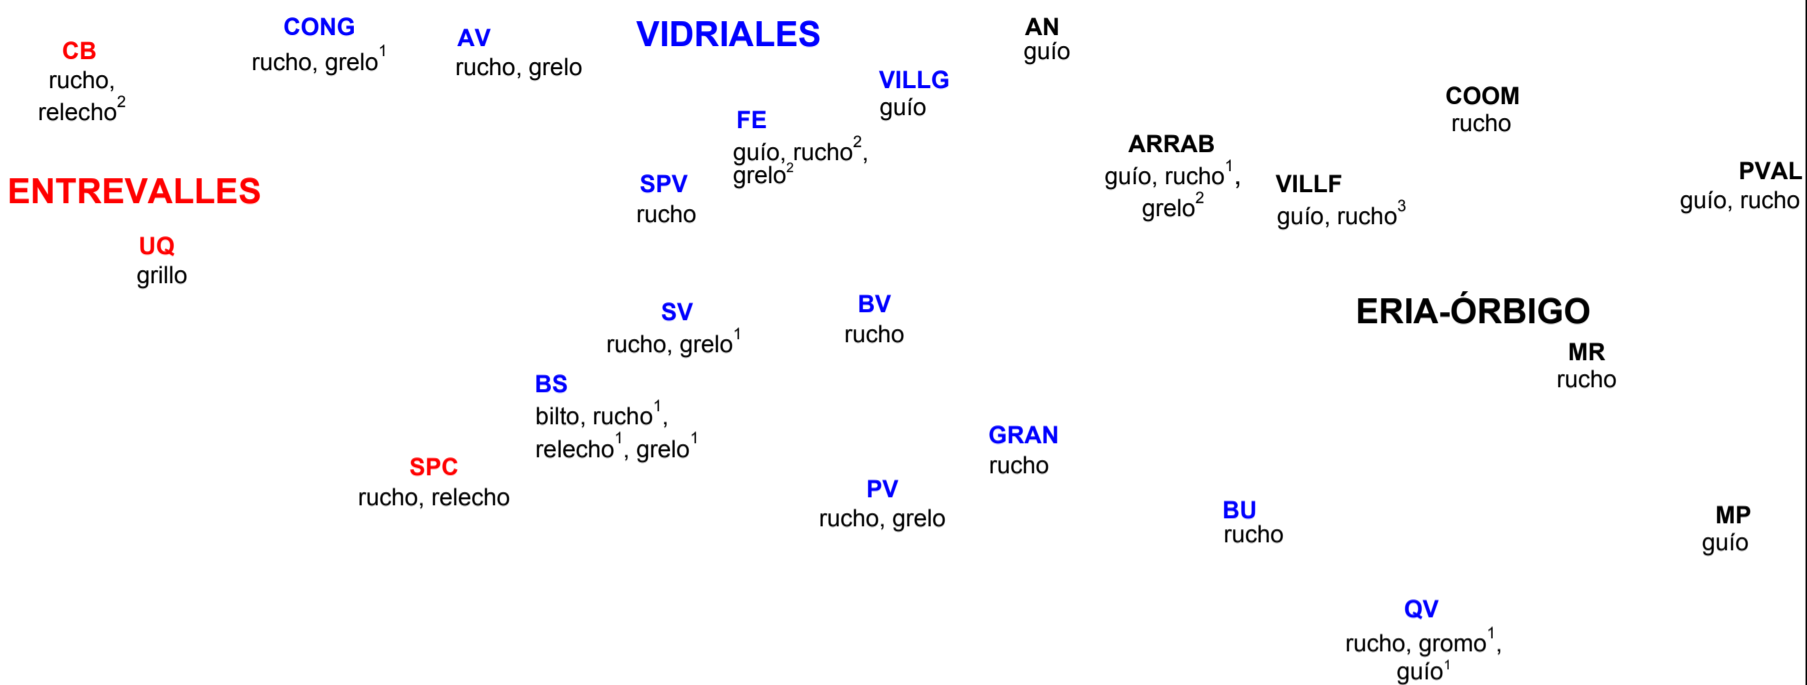 CB
rucho,
relecho²
CONG
rucho, grelo¹
AV
rucho, grelo
VIDRIALES
AN
guío
VILLG
guío
FE
guío, rucho²,
grelo²
COOM
rucho
ARRAB
guío, rucho¹,
grelo²
SPV
rucho
VILLF
guío, rucho³
PVAL
guío, rucho
ENTREVALLES
UQ
grillo
SV
rucho, grelo¹
BV
rucho
ERIA-ÓRBIGO
MR
rucho
BS
bilto, rucho¹,
relecho¹, grelo¹
GRAN
rucho
SPC
rucho, relecho
PV
rucho, grelo
BU
rucho
MP
guío
QV
rucho, gromo¹,
guío¹